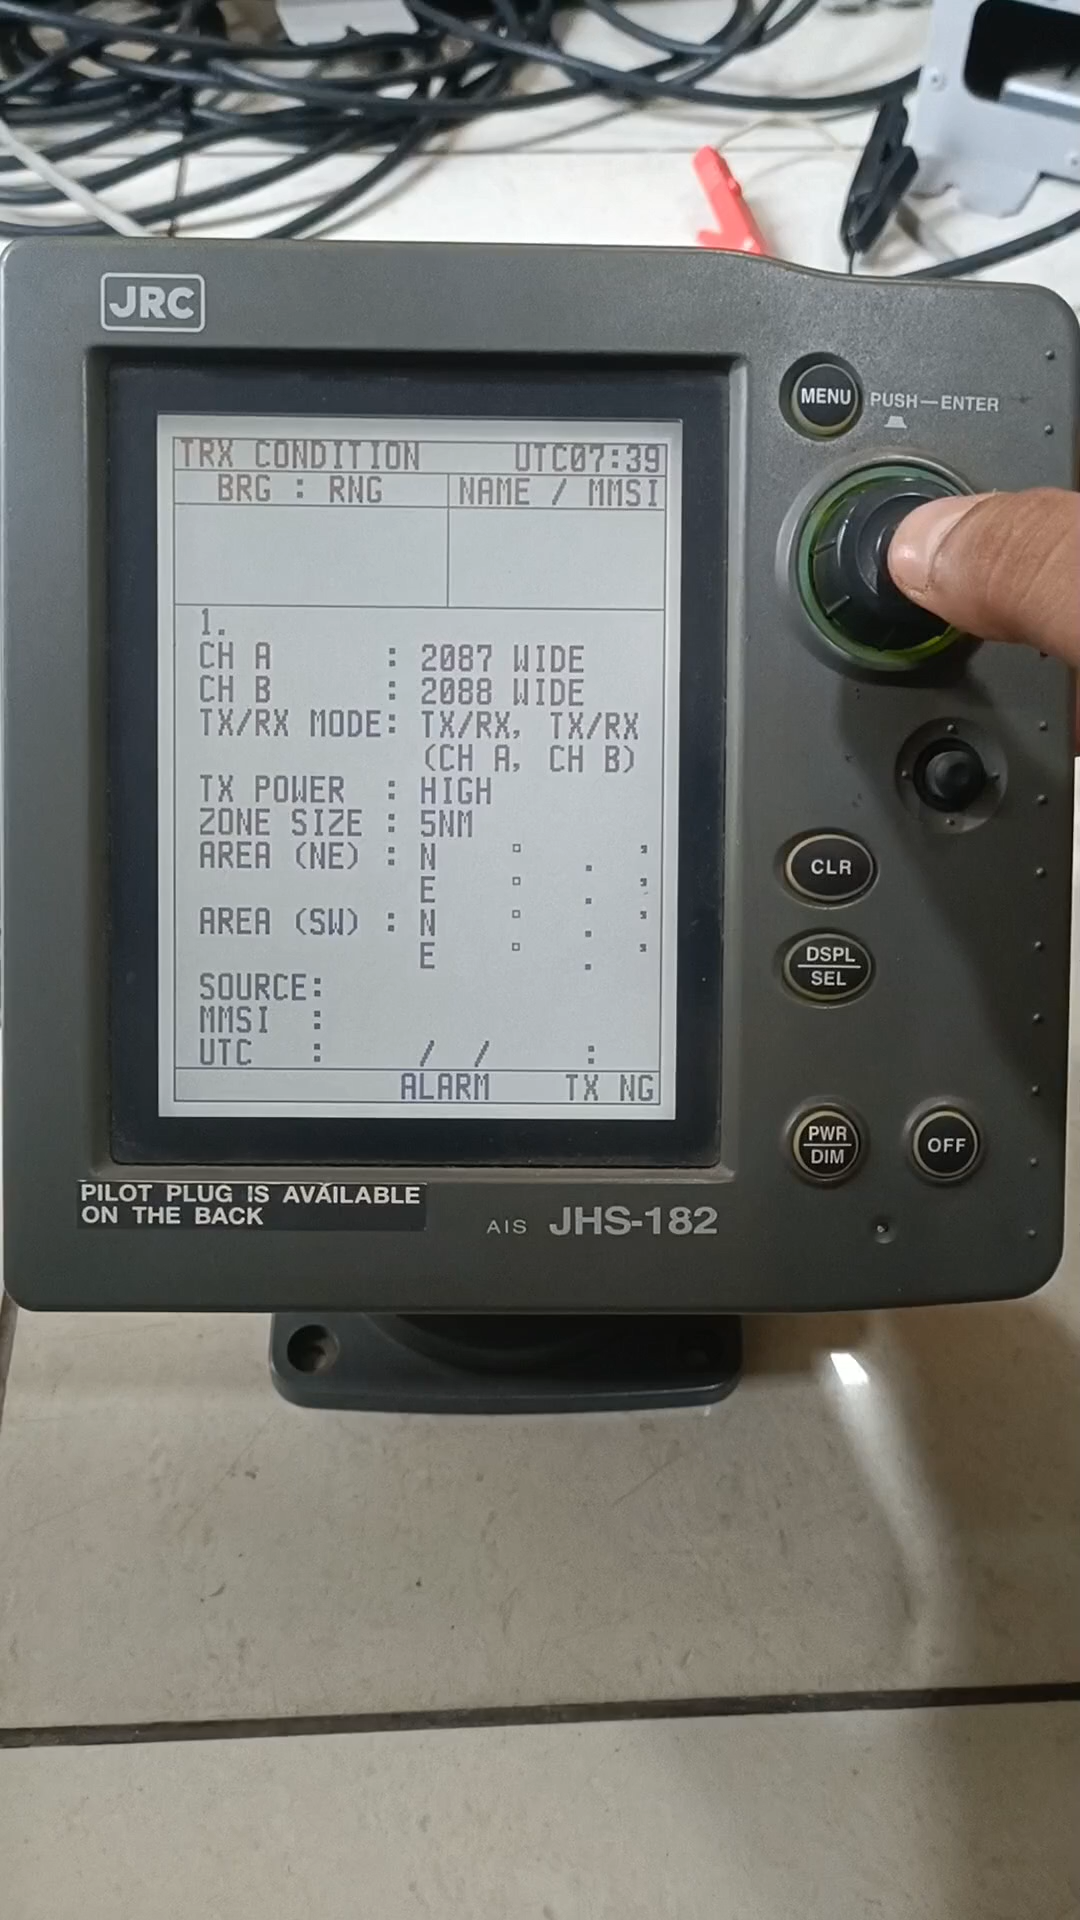 JRC
MENU
PUSH—ENTER
TRX CONDITION UTC07:39
BRG : RNG NAME / MMSI
1.
CH A : 2087 WIDE
CH B : 2088 WIDE
TX/RX MODE: TX/RX, TX/RX
(CH A, CH B)
TX POWER : HIGH
ZONE SIZE : 5NM
AREA (NE) : N ° . '
E ° . '
AREA (SW) : N ° . '
E ° . '
SOURCE:
MMSI :
UTC : / / :
ALARM TX NG
CLR
DSPL
SEL
PWR
DIM
OFF
PILOT PLUG IS AVAILABLE
ON THE BACK
AIS JHS-182